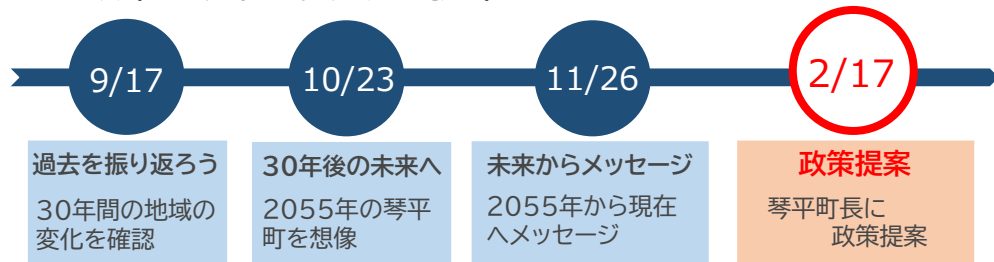 9/17
10/23
11/26
2/17
過去を振り返ろう
30年間の地域の
変化を確認
30年後の未来へ
2055年の琴平
町を想像
未来からメッセージ
2055年から現在
へメッセージ
政策提案
琴平町長に
政策提案